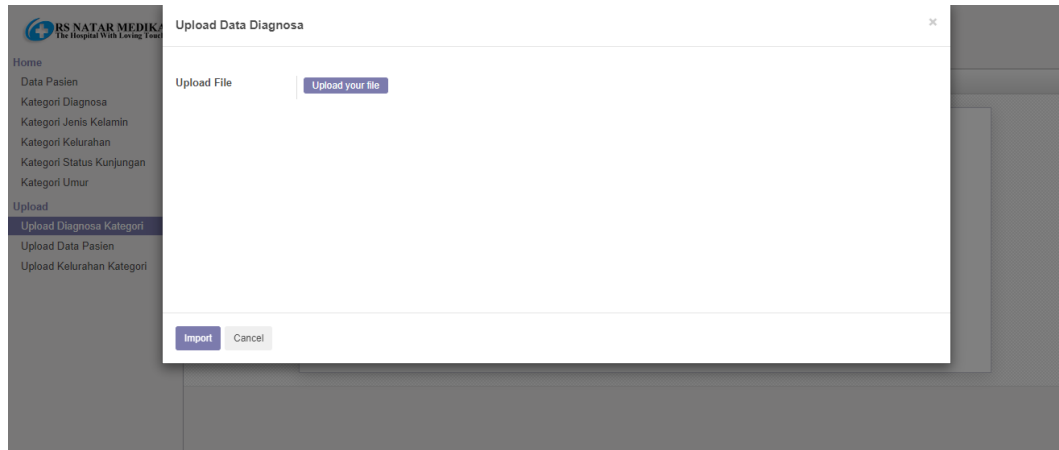 RS NATAR MEDIKA
The Hospital With Loving Touch
Home
Data Pasien
Kategori Diagnosa
Kategori Jenis Kelamin
Kategori Kelurahan
Kategori Status Kunjungan
Kategori Umur
Upload
Upload Diagnosa Kategori
Upload Data Pasien
Upload Kelurahan Kategori
Upload Data Diagnosa
×
Upload File
Upload your file
Import
Cancel